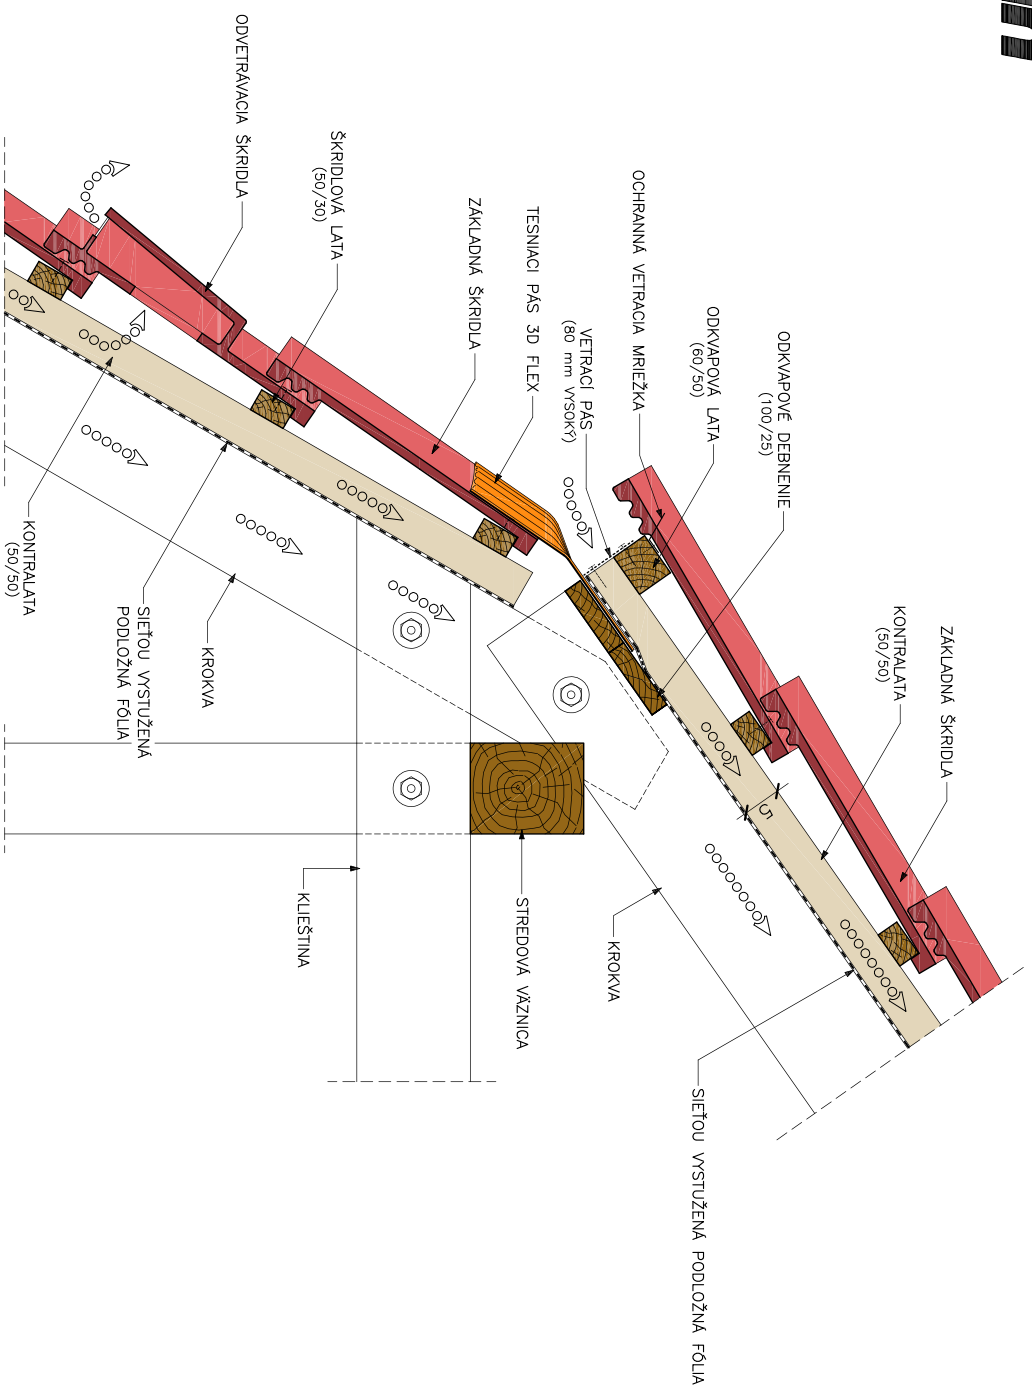 ODVETRÁVACIA ŠKRIDLA
ŠKRIDLOVÁ LATA
(50/30)
ZÁKLADNÁ ŠKRIDLA
TESNIACI PÁS 3D FLEX
VETRACÍ PÁS
(80 mm VYSOKÝ)
OCHRANNÁ VETRACIA MRIEŽKA
ODKVAPOVÁ LATA
(60/50)
ODKVAPOVÉ DEBNENIE
(100/25)
ZÁKLADNÁ ŠKRIDLA
KONTRALATA
(50/50)
5
KONTRALATA
(50/50)
SIEŤOU VYSTUŽENÁ
PODLOŽNÁ FÓLIA
KROKVA
KLIEŠTINA
STREDOVÁ VÄZNICA
KROKVA
SIEŤOU VYSTUŽENÁ PODLOŽNÁ FÓLIA